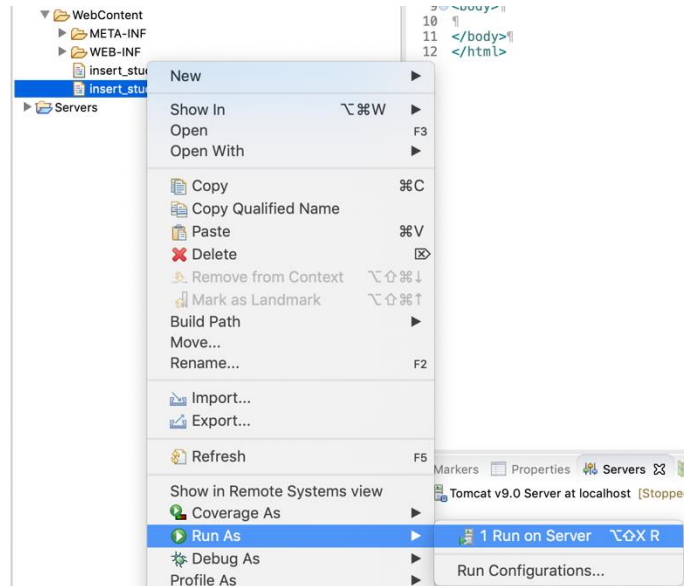 WebContent
META-INF
WEB-INF
insert_stu
insert_stu
Servers
9 <body>¶
10 ¶
11 </body>¶
12 </html>
New
Show In ⌥⌘W
Open F3
Open With
Copy ⌘C
Copy Qualified Name
Paste ⌘V
Delete ⌦
Remove from Context ⌥⇧⌘↓
Mark as Landmark ⌥⇧⌘↑
Build Path
Move...
Rename... F2
Import...
Export...
Refresh F5
Show in Remote Systems view
Coverage As
Run As
Debug As
Profile As
Markers Properties Servers
Tomcat v9.0 Server at localhost [Stoppe
1 Run on Server ⌥⇧X R
Run Configurations...